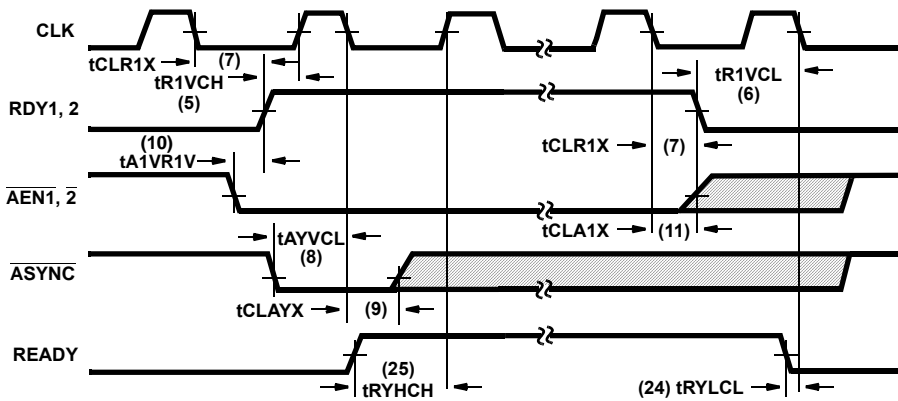 CLK
tCLR1X
(7)
tR1VCH
(5)
tR1VCL
(6)
RDY1, 2
(10)
tA1VR1V
tCLR1X
(7)
AEN1, 2
tAYVCL
(8)
tCLA1X
(11)
ASYNC
tCLAYX
(9)
READY
(25)
tRYHCH
(24) tRYLCL